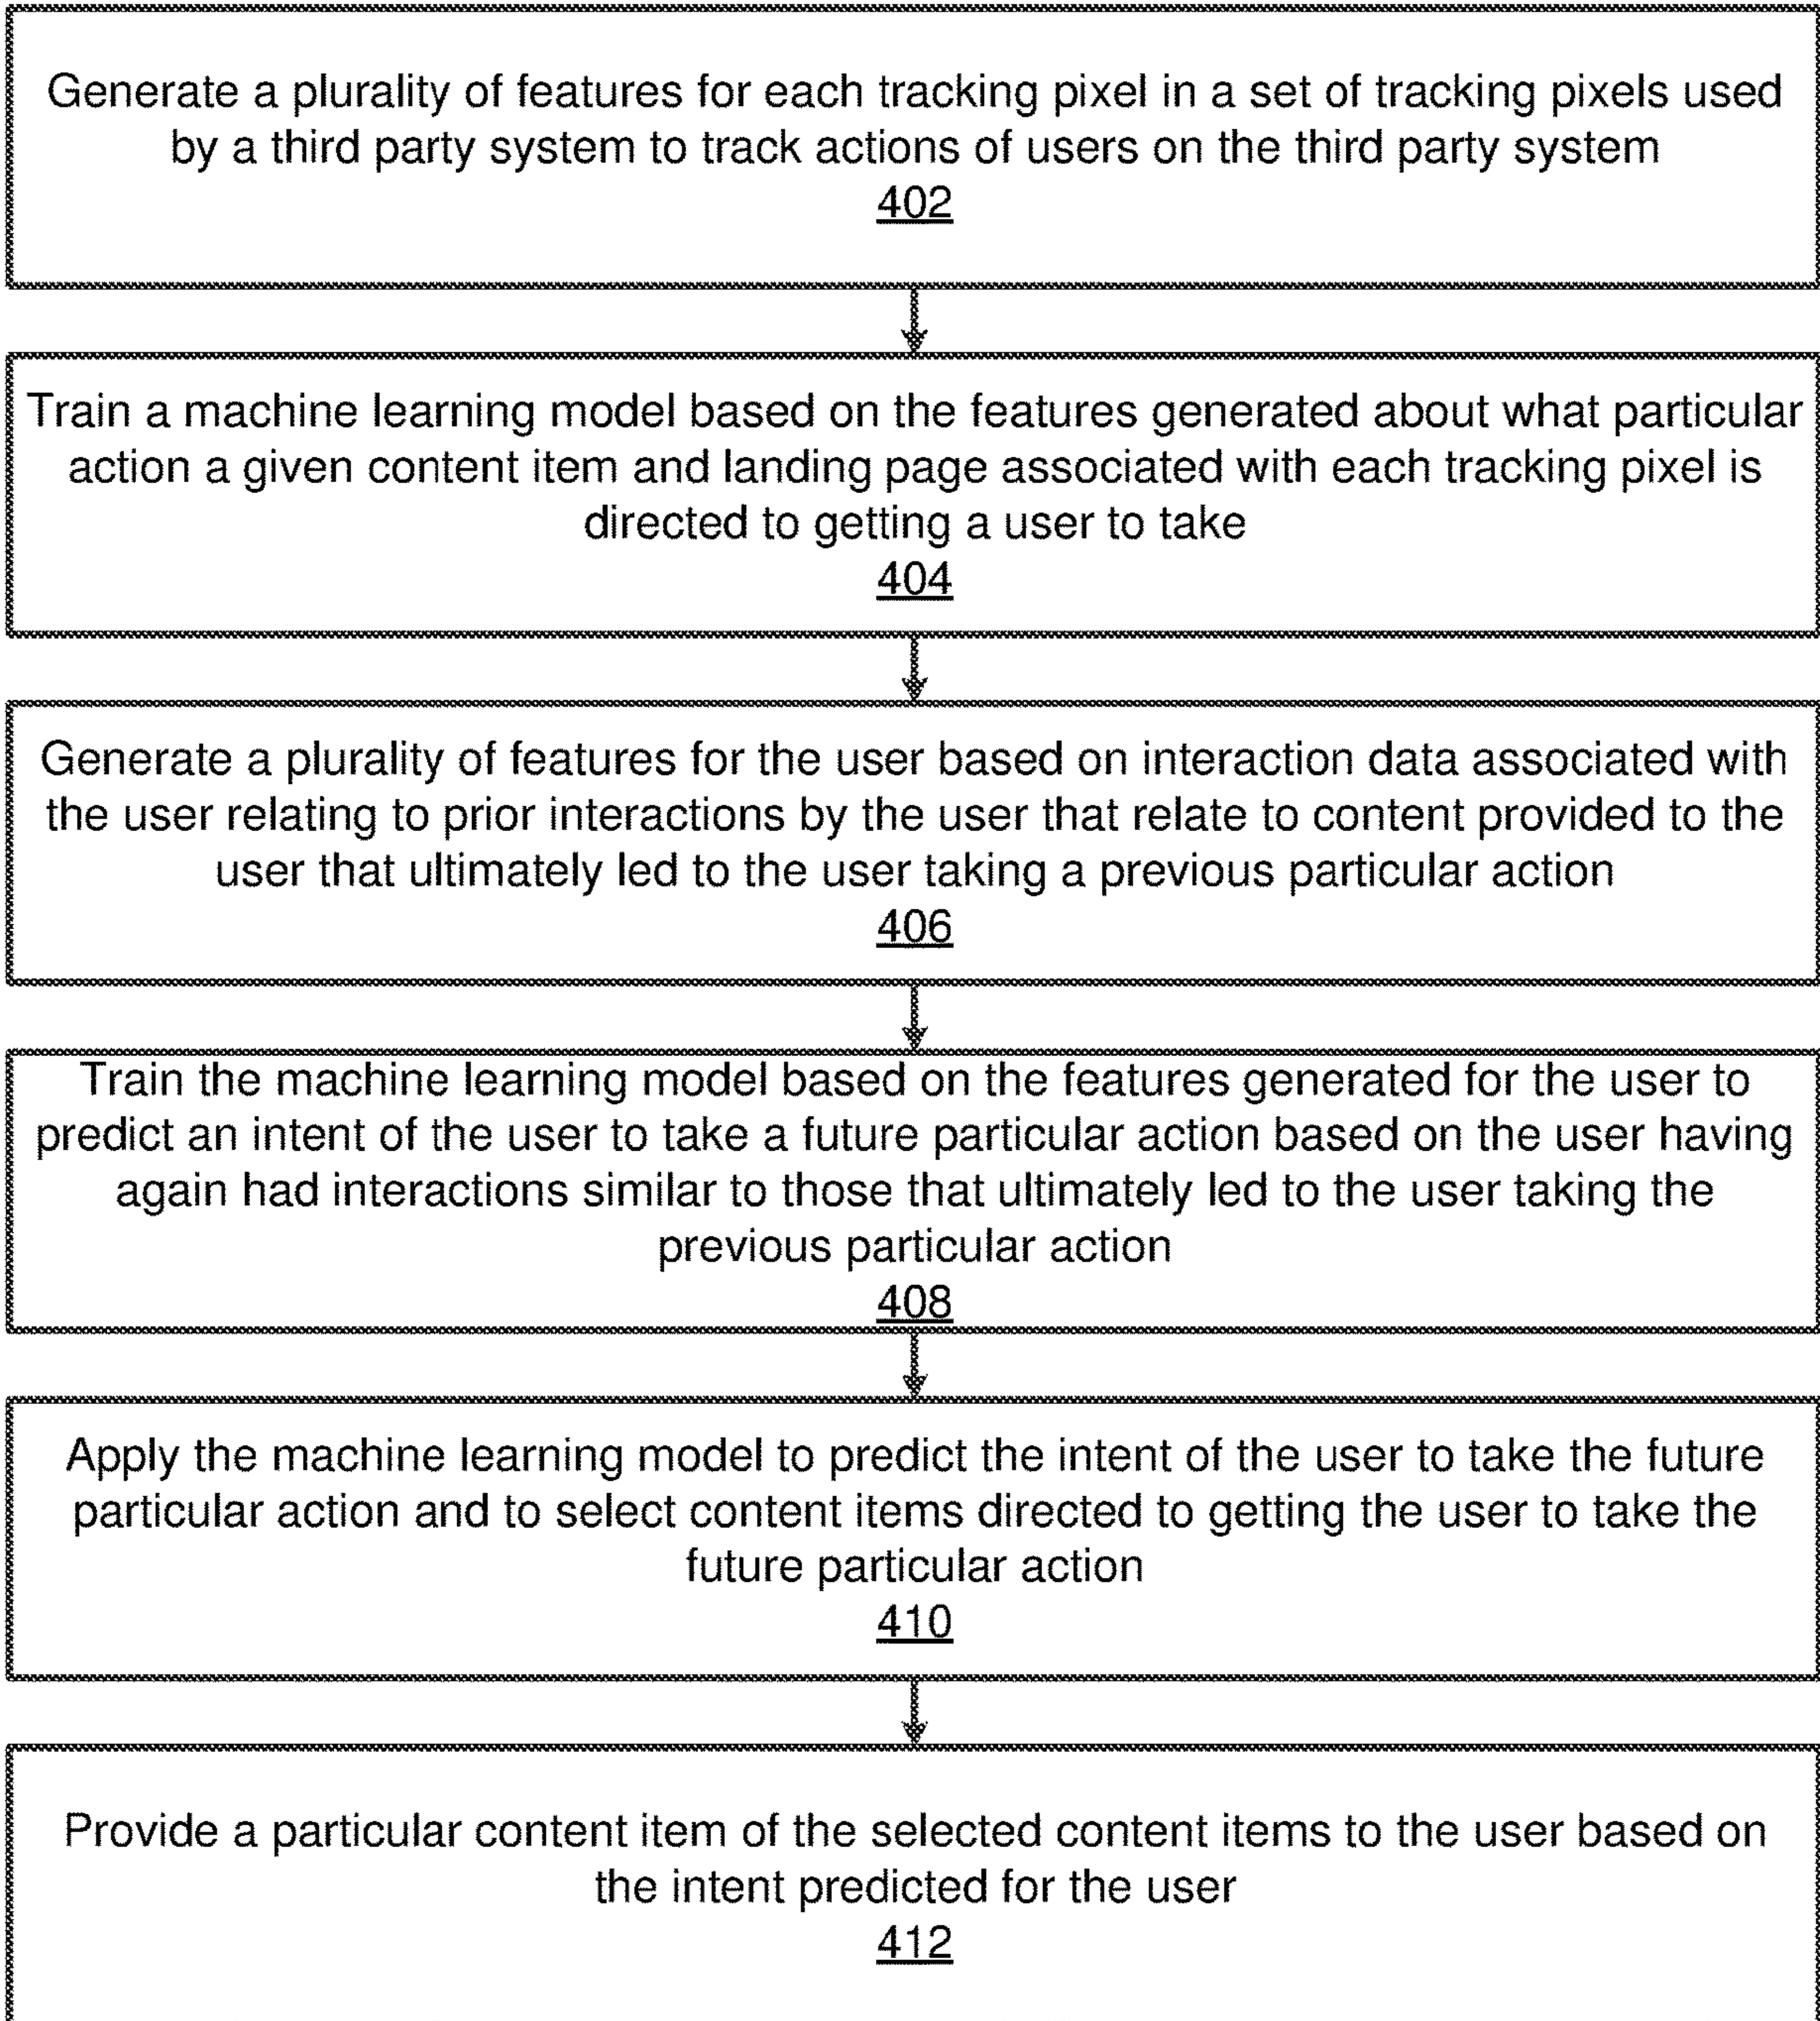 Generate a plurality of features for each tracking pixel in a set of tracking pixels used
by a third party system to track actions of users on the third party system
402
Train a machine learning model based on the features generated about what particular
action a given content item and landing page associated with each tracking pixel is
directed to getting a user to take
404
Generate a plurality of features for the user based on interaction data associated with
the user relating to prior interactions by the user that relate to content provided to the
user that ultimately led to the user taking a previous particular action
406
Train the machine learning model based on the features generated for the user to
predict an intent of the user to take a future particular action based on the user having
again had interactions similar to those that ultimately led to the user taking the
previous particular action
408
Apply the machine learning model to predict the intent of the user to take the future
particular action and to select content items directed to getting the user to take the
future particular action
410
Provide a particular content item of the selected content items to the user based on
the intent predicted for the user
412